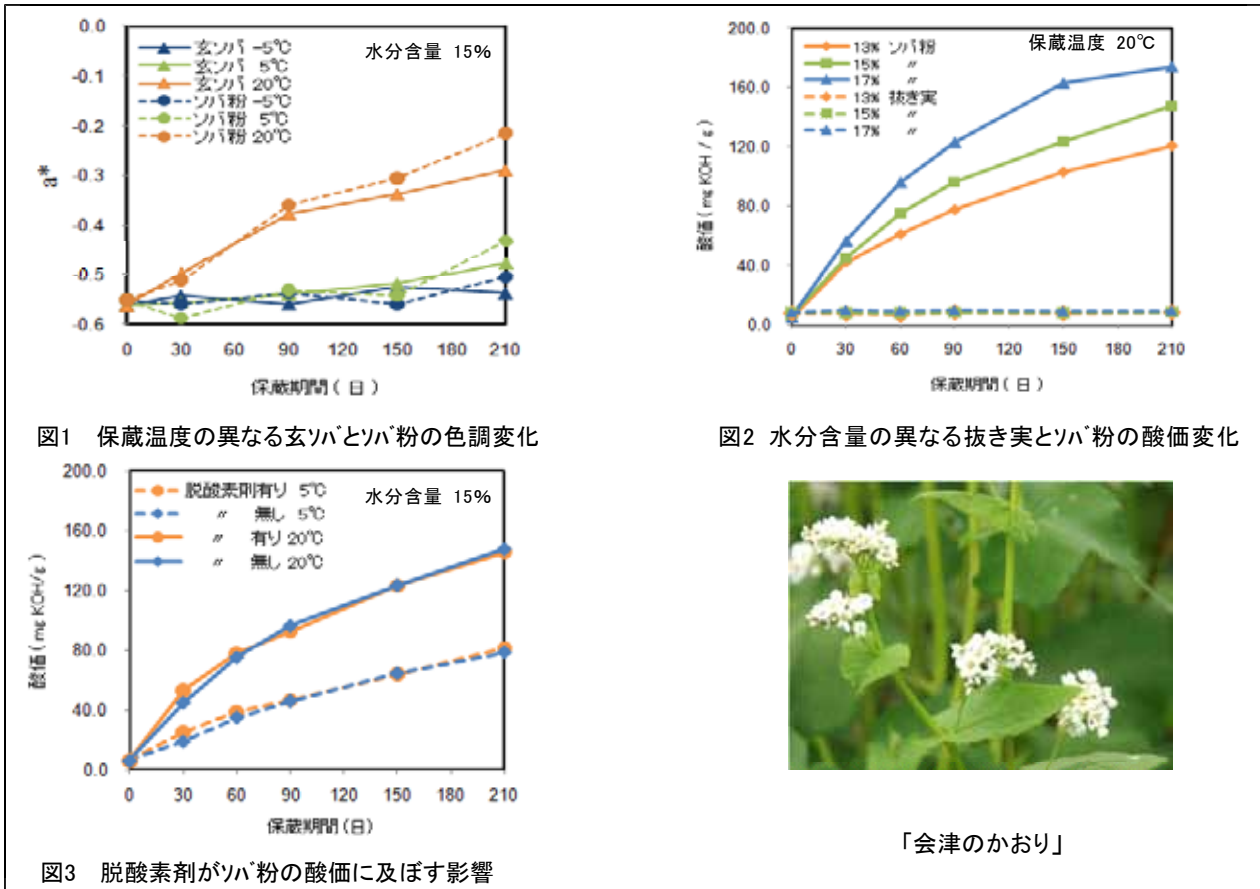 0.0
-0.1
-0.2
-0.3
-0.4
-0.5
-0.6
a*
玄ソバ -5℃
玄ソバ 5℃
玄ソバ 20℃
ソバ粉 -5℃
ソバ粉 5℃
ソバ粉 20℃
水分含量 15%
0 30 60 90 120 150 180 210
保蔵期間(日)
図1 保蔵温度の異なる玄ソバとソバ粉の色調変化
200.0
160.0
120.0
80.0
40.0
0.0
酸価(mg KOH / g)
13% ソバ粉
15% 〃
17% 〃
13% 抜き実
15% 〃
17% 〃
保蔵温度 20℃
0 30 60 90 120 150 180 210
保蔵期間(日)
図2 水分含量の異なる抜き実とソバ粉の酸価変化
200.0
160.0
120.0
80.0
40.0
0.0
酸価(mg KOH/g)
脱酸素剤有り 5℃
〃 無し 5℃
〃 有り 20℃
〃 無し 20℃
水分含量 15%
0 30 60 90 120 150 180 210
保蔵期間(日)
図3 脱酸素剤がソバ粉の酸価に及ぼす影響
「会津のかおり」